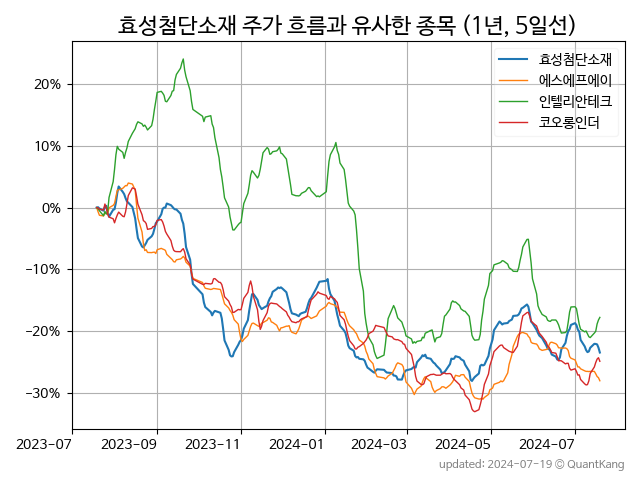 효성첨단소재 주가 흐름과 유사한 종목 (1년, 5일선)
효성첨단소재
에스에프에이
인텔리안테크
코오롱인더
20%
10%
0%
−10%
−20%
−30%
2023-07 2023-09 2023-11 2024-01 2024-03 2024-05 2024-07
updated: 2024-07-19 © QuantKang